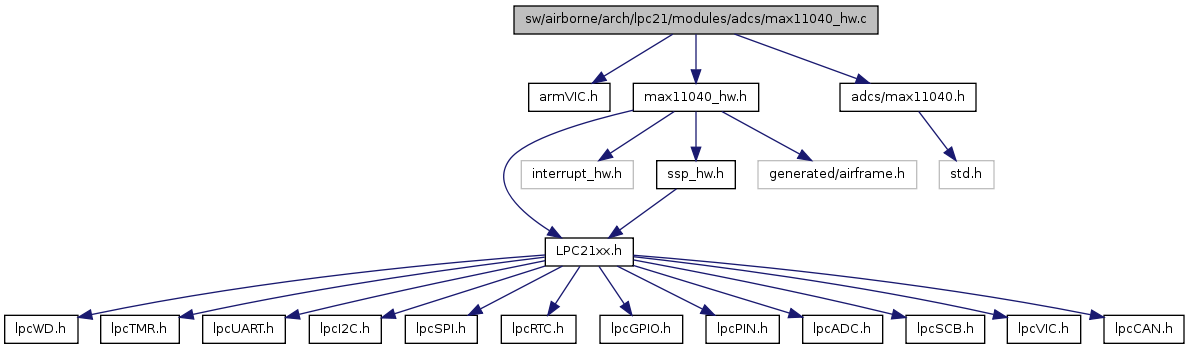 sw/airborne/arch/lpc21/modules/adcs/max11040_hw.c
armVIC.h
max11040_hw.h
adcs/max11040.h
interrupt_hw.h
ssp_hw.h
generated/airframe.h
std.h
LPC21xx.h
lpcWD.h
lpcTMR.h
lpcUART.h
lpcI2C.h
lpcSPI.h
lpcRTC.h
lpcGPIO.h
lpcPIN.h
lpcADC.h
lpcSCB.h
lpcVIC.h
lpcCAN.h